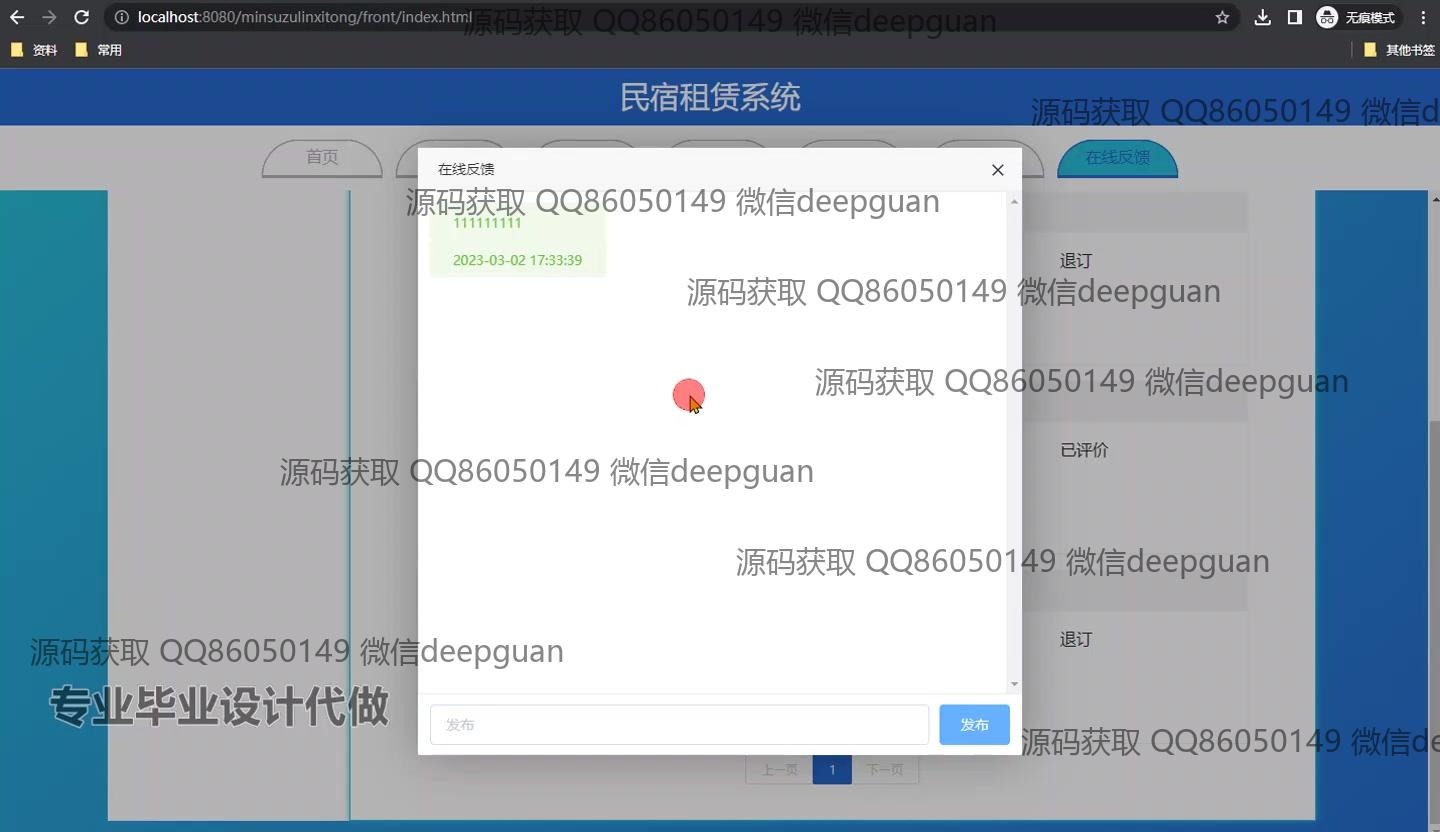 localhost:8080/minsuzulinxitong/front/index.html
无痕模式
资料
常用
其他书签
源码获取 QQ86050149 微信deepguan
民宿租赁系统
源码获取 QQ86050149 微信d
首页
在线反馈
在线反馈
源码获取 QQ86050149 微信deepguan
111111111
2023-03-02 17:33:39
退订
源码获取 QQ86050149 微信deepguan
源码获取 QQ86050149 微信deepguan
已评价
源码获取 QQ86050149 微信deepguan
源码获取 QQ86050149 微信deepguan
退订
源码获取 QQ86050149 微信deepguan
专业毕业设计代做
发布
发布
源码获取 QQ86050149 微信de
上一页
1
下一页